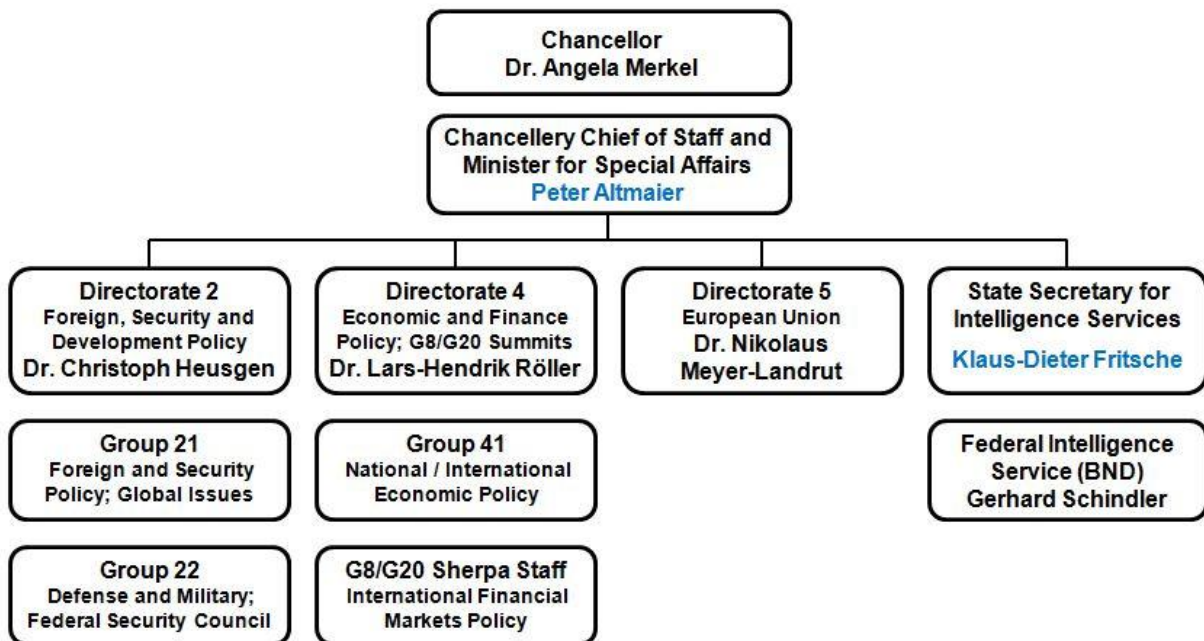 Chancellor
Dr. Angela Merkel
Chancellery Chief of Staff and
Minister for Special Affairs
Peter Altmaier
Directorate 2
Foreign, Security and
Development Policy
Dr. Christoph Heusgen
Directorate 4
Economic and Finance
Policy; G8/G20 Summits
Dr. Lars-Hendrik Röller
Directorate 5
European Union
Dr. Nikolaus
Meyer-Landrut
State Secretary for
Intelligence Services
Klaus-Dieter Fritsche
Group 21
Foreign and Security
Policy; Global Issues
Group 41
National / International
Economic Policy
Federal Intelligence
Service (BND)
Gerhard Schindler
Group 22
Defense and Military;
Federal Security Council
G8/G20 Sherpa Staff
International Financial
Markets Policy